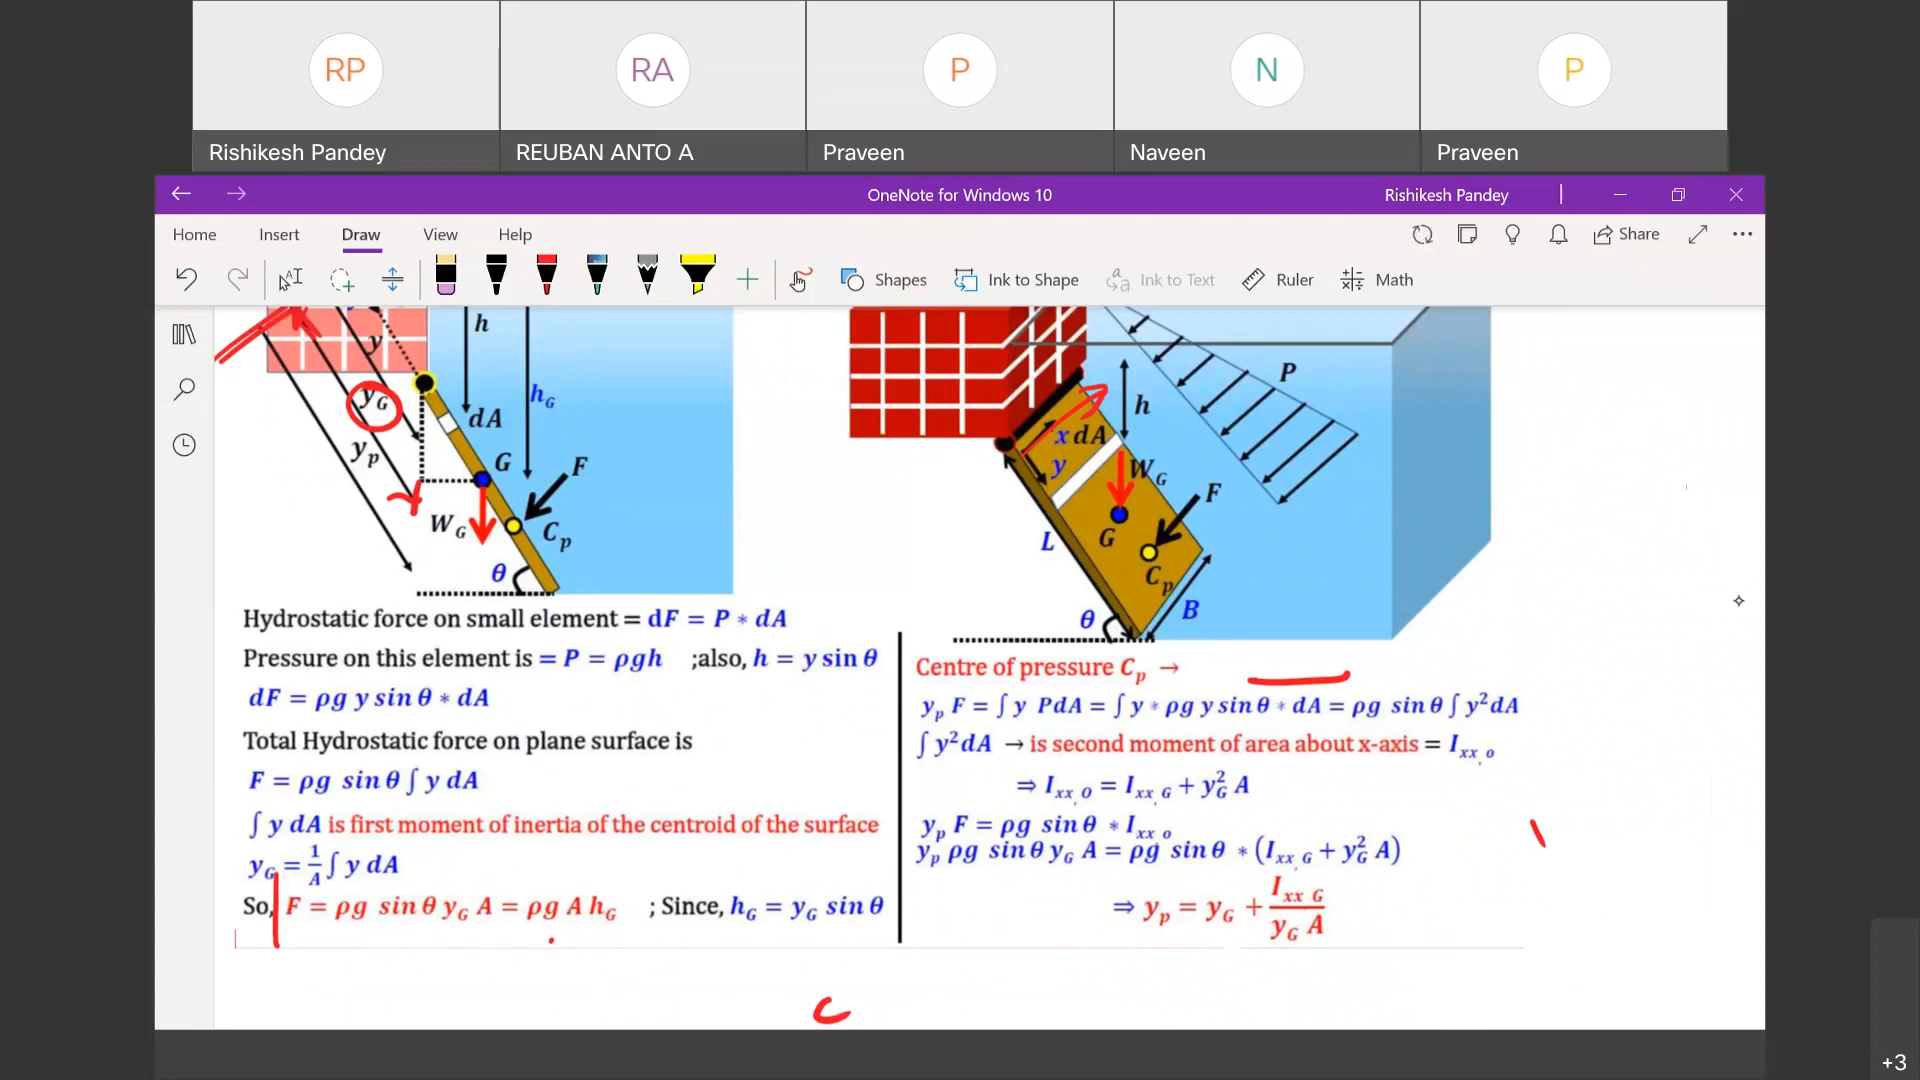 RP RA P N P
Rishikesh Pandey REUBAN ANTO A Praveen Naveen Praveen
OneNote for Windows 10 Rishikesh Pandey
Home Insert Draw View Help Share
Shapes Ink to Shape Ink to Text Ruler Math
h P
y h
y_G h_G x dA
dA y W_G
y_p G F F
W_G C_p L G
θ C_p
θ B
Hydrostatic force on small element = dF = P * dA
Pressure on this element is = P = ρgh ;also, h = y sin θ
dF = ρg y sin θ * dA
Total Hydrostatic force on plane surface is
F = ρg sin θ ∫ y dA
∫ y dA is first moment of inertia of the centroid of the surface
y_G = 1/A ∫ y dA
So, F = ρg sin θ y_G A = ρg A h_G ; Since, h_G = y_G sin θ
Centre of pressure C_p →
y_p F = ∫ y PdA = ∫ y * ρg y sin θ * dA = ρg sin θ ∫ y²dA
∫ y²dA → is second moment of area about x-axis = I_xx, o
⇒ I_xx, O = I_xx, G + y_G² A
y_p F = ρg sin θ * I_xx, o
y_p ρg sin θ y_G A = ρg sin θ * (I_xx, G + y_G² A)
⇒ y_p = y_G + I_xx G / y_G A
+3